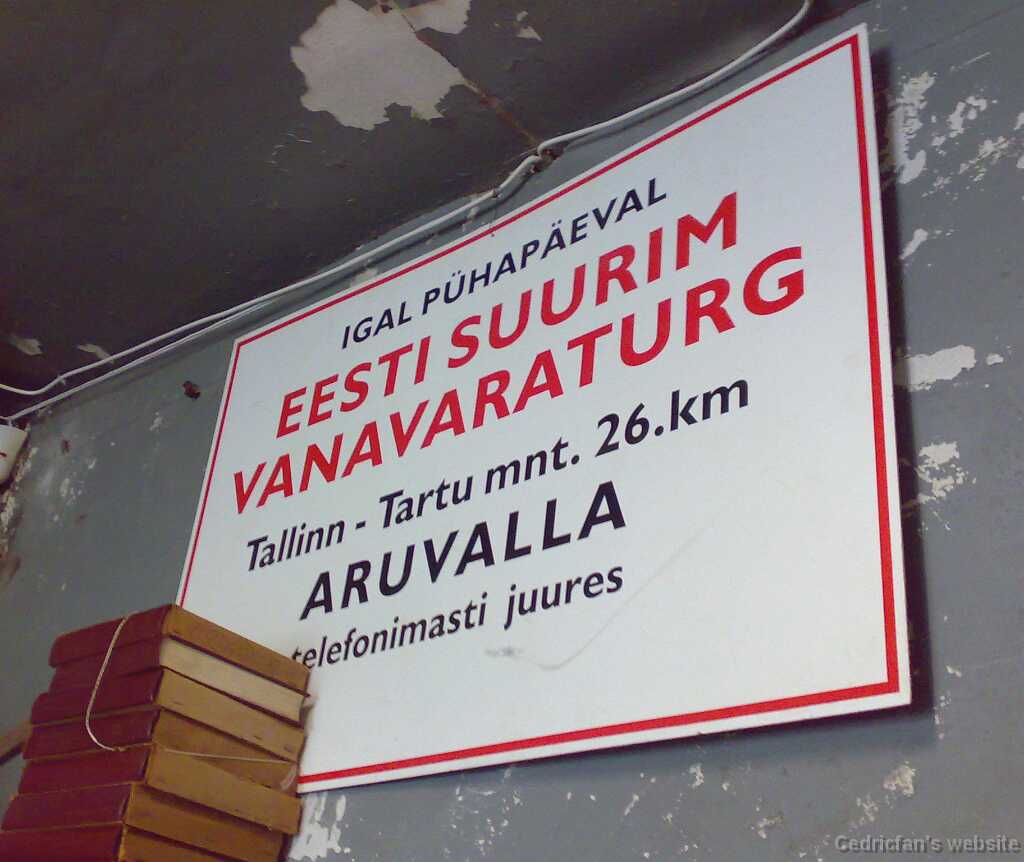 IGAL PÜHAPÄEVAL
EESTI SUURIM
VANAVARATURG
Tallinn - Tartu mnt. 26.km
ARUVALLA
telefonimasti juures
Cedricfan's website